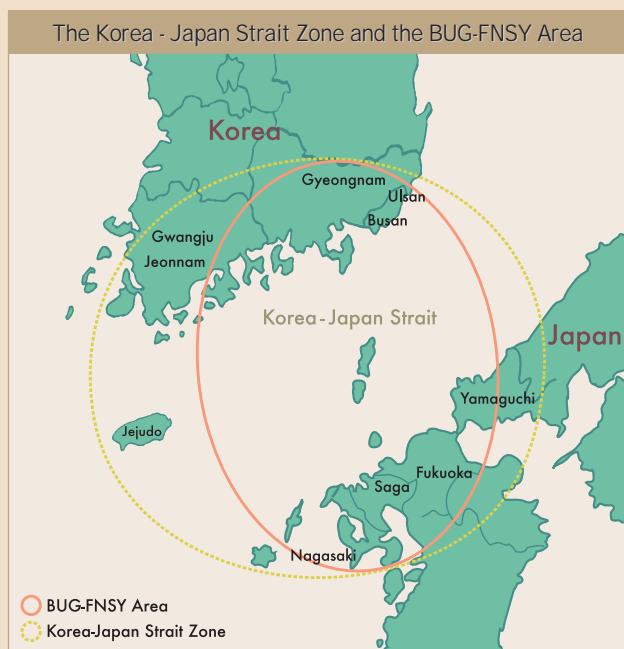 The Korea - Japan Strait Zone and the BUG-FNSY Area
Korea
Gyeongnam
Ulsan
Busan
Gwangju
Jeonnam
Korea-Japan Strait
Japan
Yamaguchi
Jejudo
Fukuoka
Saga
Nagasaki
BUG-FNSY Area
Korea-Japan Strait Zone